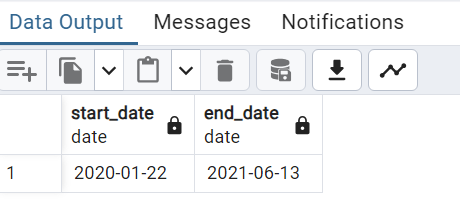 Data Output Messages Notifications
start_date end_date
date date
1 2020-01-22 2021-06-13